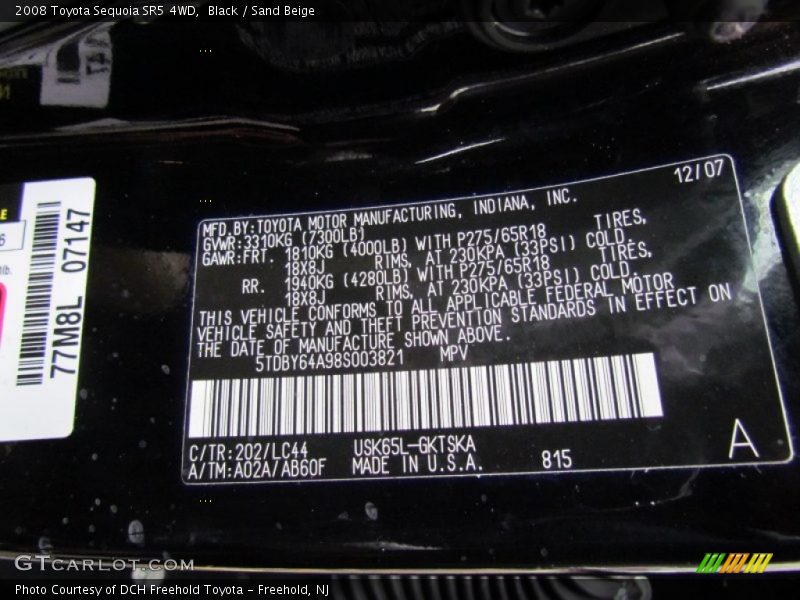 2008 Toyota Sequoia SR5 4WD, Black / Sand Beige
12/07
MFD.BY:TOYOTA MOTOR MANUFACTURING, INDIANA, INC.
GVWR:3310KG (7300LB)
GAWR:FRT. 1810KG (4000LB) WITH P275/65R18 TIRES,
18X8J RIMS, AT 230KPA (33PSI) COLD.
RR. 1940KG (4280LB) WITH P275/65R18 TIRES,
18X8J RIMS, AT 230KPA (33PSI) COLD.
THIS VEHICLE CONFORMS TO ALL APPLICABLE FEDERAL MOTOR
VEHICLE SAFETY AND THEFT PREVENTION STANDARDS IN EFFECT ON
THE DATE OF MANUFACTURE SHOWN ABOVE.
5TDBY64A98S003821 MPV
C/TR:202/LC44 USK65L-GKTSKA
A/TM:A02A/AB60F MADE IN U.S.A. 815
A
77M8L 07147
GTCARLOT.COM
Photo Courtesy of DCH Freehold Toyota - Freehold, NJ